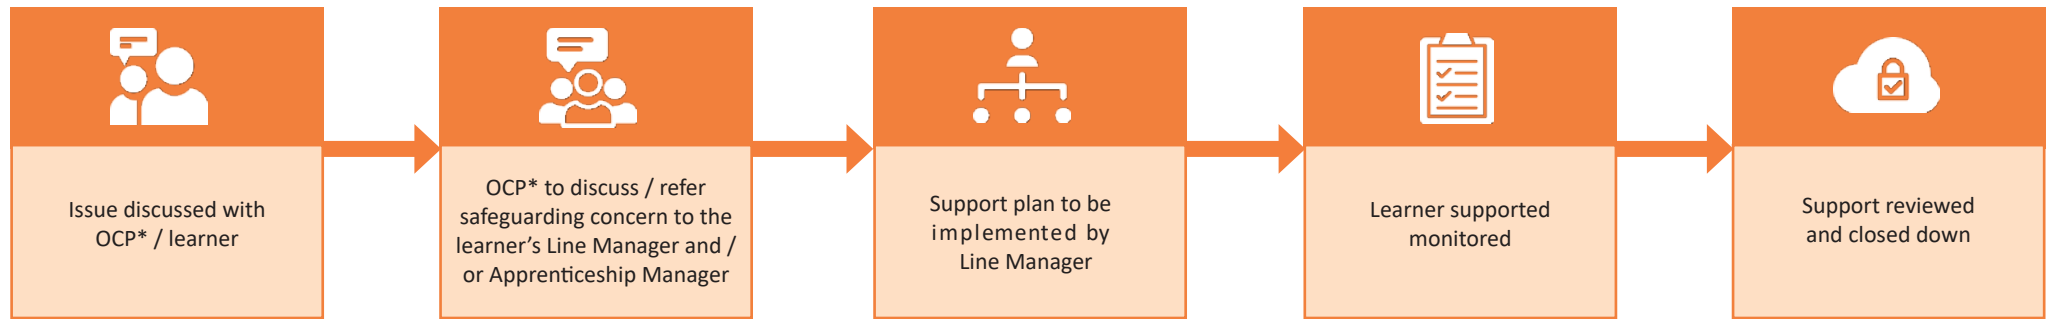 Issue discussed with
OCP* / learner
OCP* to discuss / refer
safeguarding concern to the
learner’s Line Manager and /
or Apprenticeship Manager
Support plan to be
implemented by
Line Manager
Learner supported
monitored
Support reviewed
and closed down